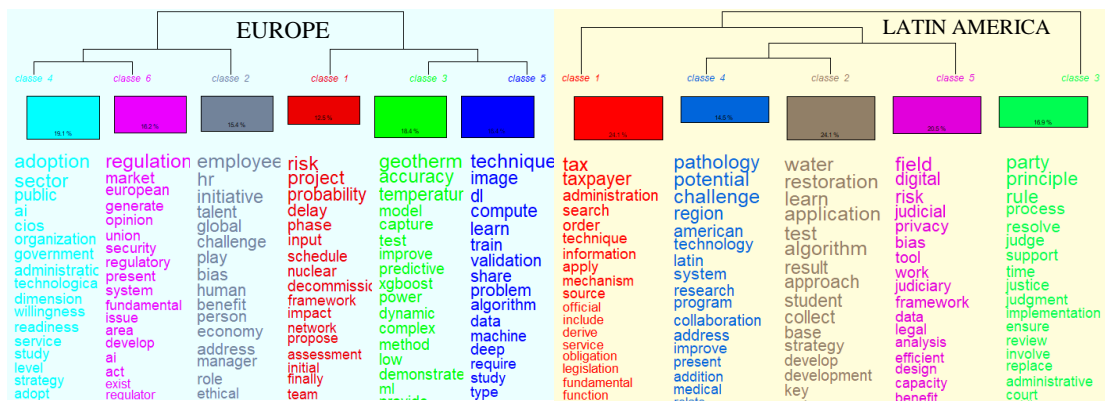 EUROPE
LATIN AMERICA
classe 4
classe 6
classe 2
classe 1
classe 3
classe 5
classe 1
classe 4
classe 2
classe 5
classe 3
19.1 %
16.2 %
15.4 %
18.4 %
24.1 %
14.5 %
24.1 %
18.9 %
adoption
sector
public
ai
cios
organization
government
administratic
technologica
dimension
willingness
readiness
service
study
level
strategy
adopt
regulation
market
european
generate
opinion
union
security
regulatory
present
system
fundamental
issue
area
develop
ai
act
exist
regulator
employee
hr
initiative
talent
global
challenge
play
bias
human
benefit
person
economy
address
manager
role
ethical
risk
project
probability
delay
phase
input
schedule
nuclear
decommissic
framework
impact
network
propose
assessment
initial
finally
team
geotherm
accuracy
temperatur
model
capture
test
improve
predictive
xgboost
power
dynamic
complex
method
low
demonstrate
ml
technique
image
dl
compute
learn
train
validation
share
problem
algorithm
data
machine
deep
require
study
type
tax
taxpayer
administration
search
order
technique
information
apply
mechanism
source
official
include
derive
service
obligation
legislation
fundamental
function
pathology
potential
challenge
region
american
technology
latin
system
research
program
collaboration
address
improve
present
addition
medical
water
restoration
learn
application
test
algorithm
result
approach
student
collect
base
strategy
develop
development
key
field
digital
risk
judicial
privacy
bias
tool
work
judiciary
framework
data
legal
analysis
efficient
design
capacity
benefit
party
principle
rule
process
resolve
judge
support
time
justice
judgment
implementation
ensure
review
involve
replace
administrative
court